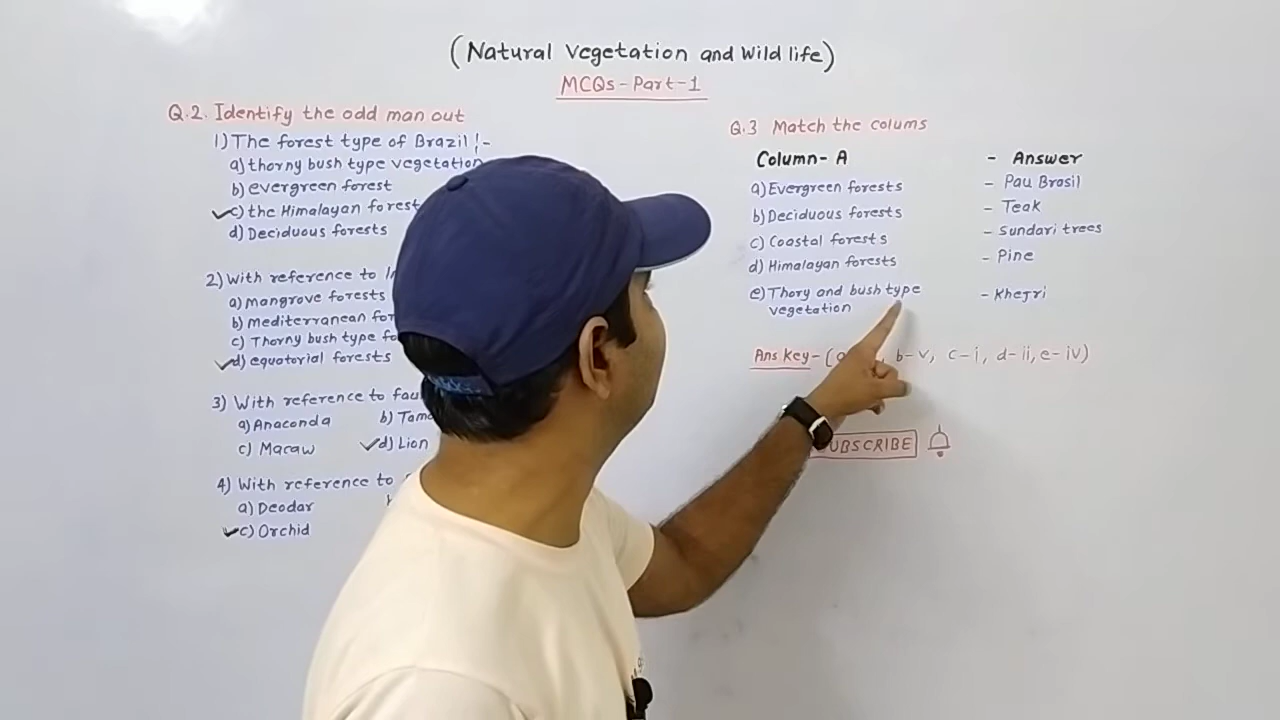 (Natural Vegetation and Wild life)
MCQs-Part-1
Q.2. Identify the odd man out
1) The forest type of Brazil :-
a) thorny bush type vegetation
b) evergreen forest
c) the Himalayan forest
d) Deciduous forests
2) With reference to
a) mangrove forests
b) mediterranean
c) Thorny bush type
d) equatorial forests
3) With reference to
a) Anaconda b)
c) Macaw d) Lion
4) With reference to
a) Deodar
c) Orchid
Q.3 Match the colums
Column-A - Answer
a) Evergreen forests - Pau Brasil
b) Deciduous forests - Teak
c) Coastal forests - Sundari trees
d) Himalayan forests - Pine
e) Thory and bush type - Khejri
vegetation
Ans Key - (a , b-v, c-i, d-ii, e-iv)
SUBSCRIBE